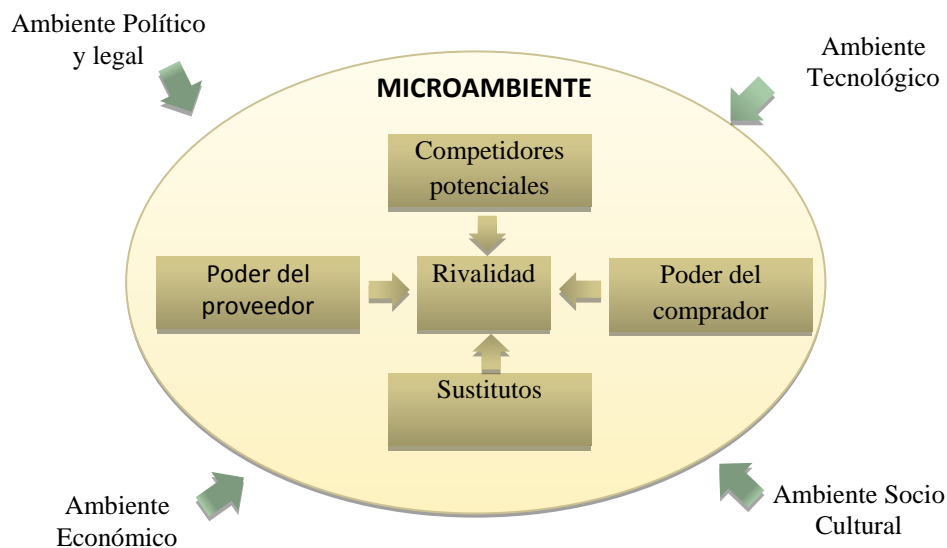 Ambiente Político
y legal
Ambiente
Tecnológico
MICROAMBIENTE
Competidores
potenciales
Poder del
proveedor
Rivalidad
Poder del
comprador
Sustitutos
Ambiente
Económico
Ambiente Socio
Cultural